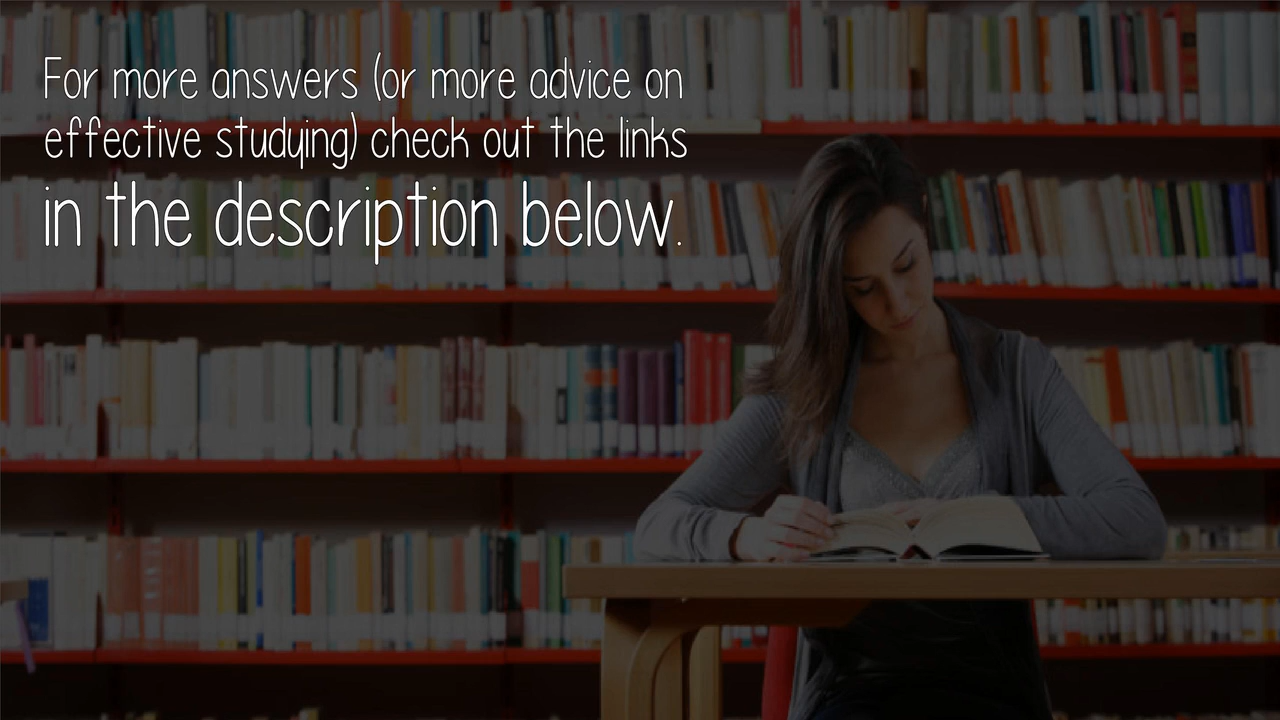 For more answers (or more advice on
effective studying) check out the links
in the description below.